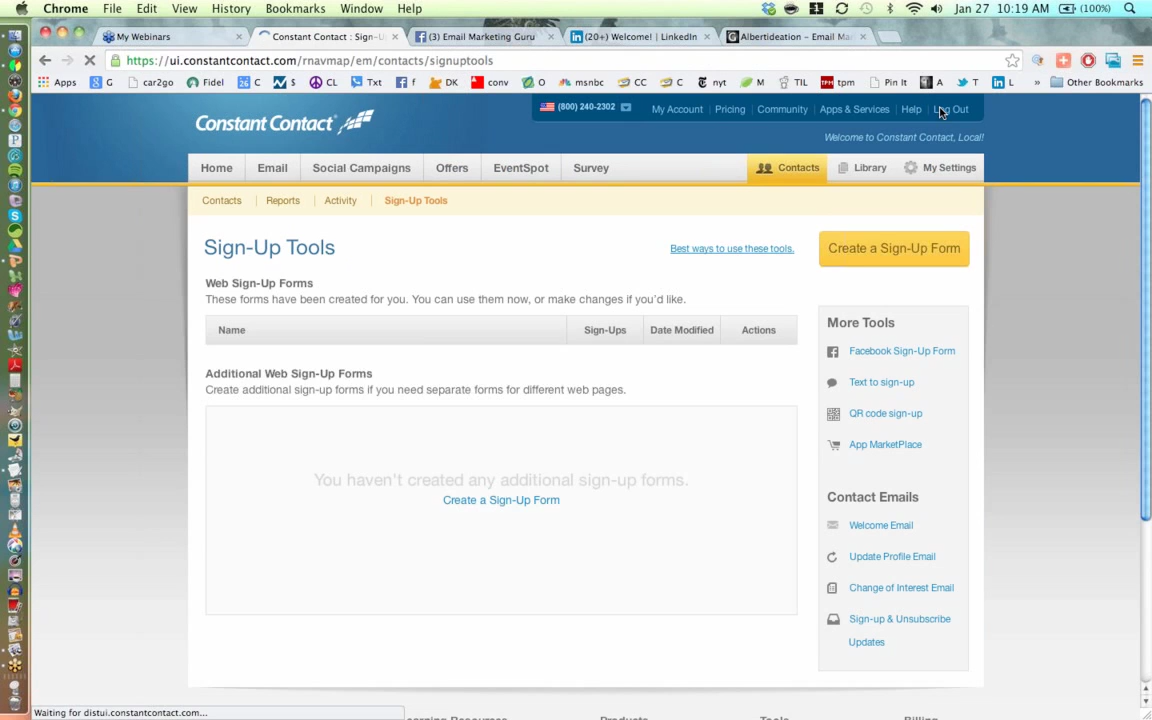 Chrome File Edit View History Bookmarks Window Help Jan 27 10:19 AM (100%)
My Webinars Constant Contact : Sign-U (3) Email Marketing Guru (20+) Welcome! | LinkedIn Albertideation – Email Ma
https://ui.constantcontact.com/rnavmap/em/contacts/signuptools
Apps G car2go Fidel 26 C $ CL Txt f DK conv O msnbc CC C nyt M TIL tpm Pin It A T L » Other Bookmarks
(800) 240-2302 My Account Pricing Community Apps & Services Help Log Out
Constant Contact
Welcome to Constant Contact, Local!
Home Email Social Campaigns Offers EventSpot Survey Contacts Library My Settings
Contacts Reports Activity Sign-Up Tools
Sign-Up Tools
Best ways to use these tools.
Create a Sign-Up Form
Web Sign-Up Forms
These forms have been created for you. You can use them now, or make changes if you'd like.
Name Sign-Ups Date Modified Actions
Additional Web Sign-Up Forms
Create additional sign-up forms if you need separate forms for different web pages.
You haven't created any additional sign-up forms.
Create a Sign-Up Form
More Tools
Facebook Sign-Up Form
Text to sign-up
QR code sign-up
App MarketPlace
Contact Emails
Welcome Email
Update Profile Email
Change of Interest Email
Sign-up & Unsubscribe
Updates
Waiting for distui.constantcontact.com...